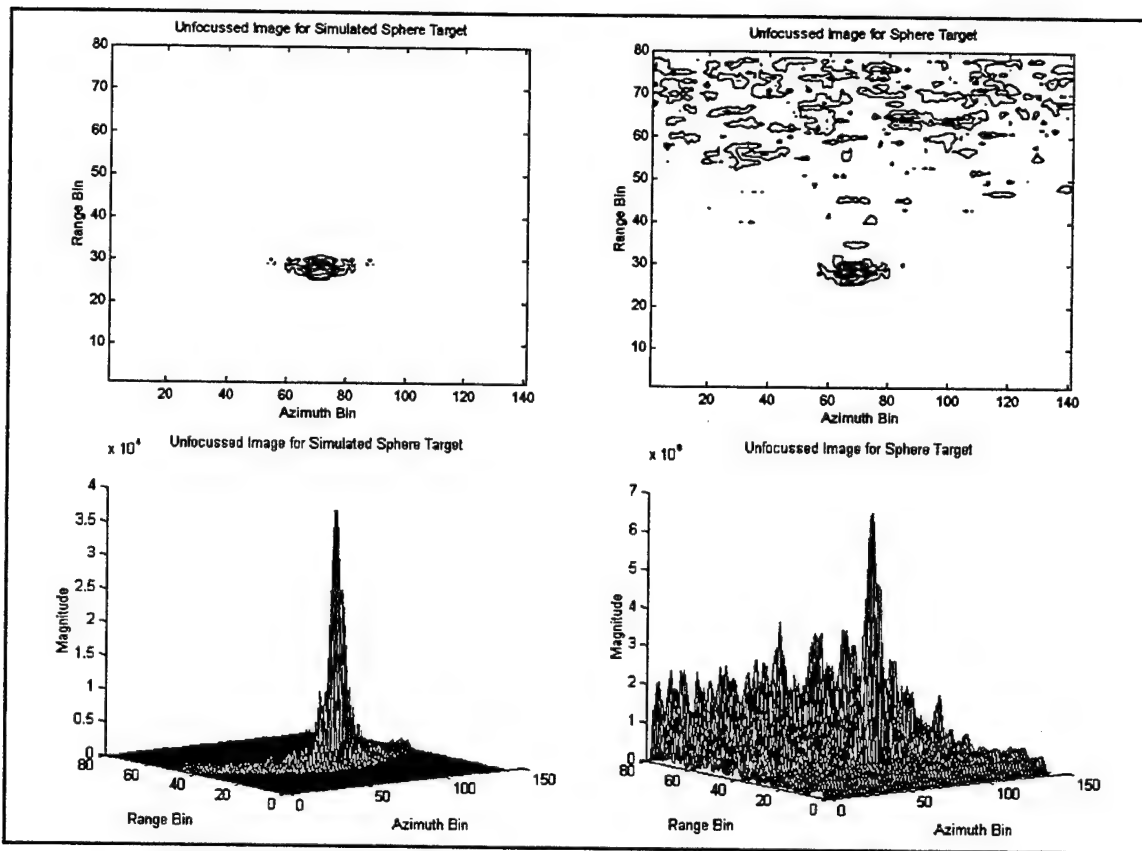 Unfocussed Image for Simulated Sphere Target
80
70
60
50
40
30
20
10
Range Bin
20 40 60 80 100 120 140
Azimuth Bin
Unfocussed Image for Sphere Target
80
70
60
50
40
30
20
10
Range Bin
20 40 60 80 100 120 140
Azimuth Bin
Unfocussed Image for Simulated Sphere Target
x 10⁴
4
3.5
3
2.5
2
1.5
1
0.5
0
Magnitude
80 60 40 20 0
Range Bin
0 50 100 150
Azimuth Bin
Unfocussed Image for Sphere Target
7
6
5
4
3
2
1
0
Magnitude
80 60 40 20 0
Range Bin
0 50 100 150
Azimuth Bin